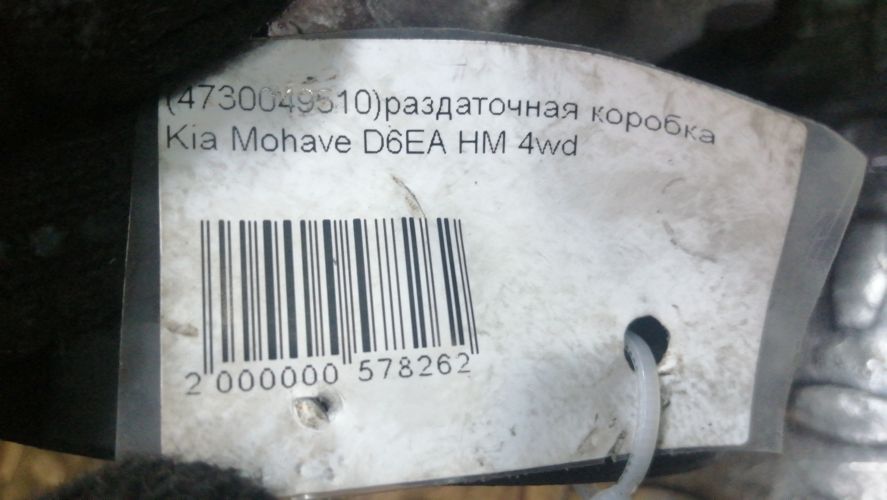 (4730049510)раздаточная коробка
Kia Mohave D6EA HM 4wd
2 000000 578262